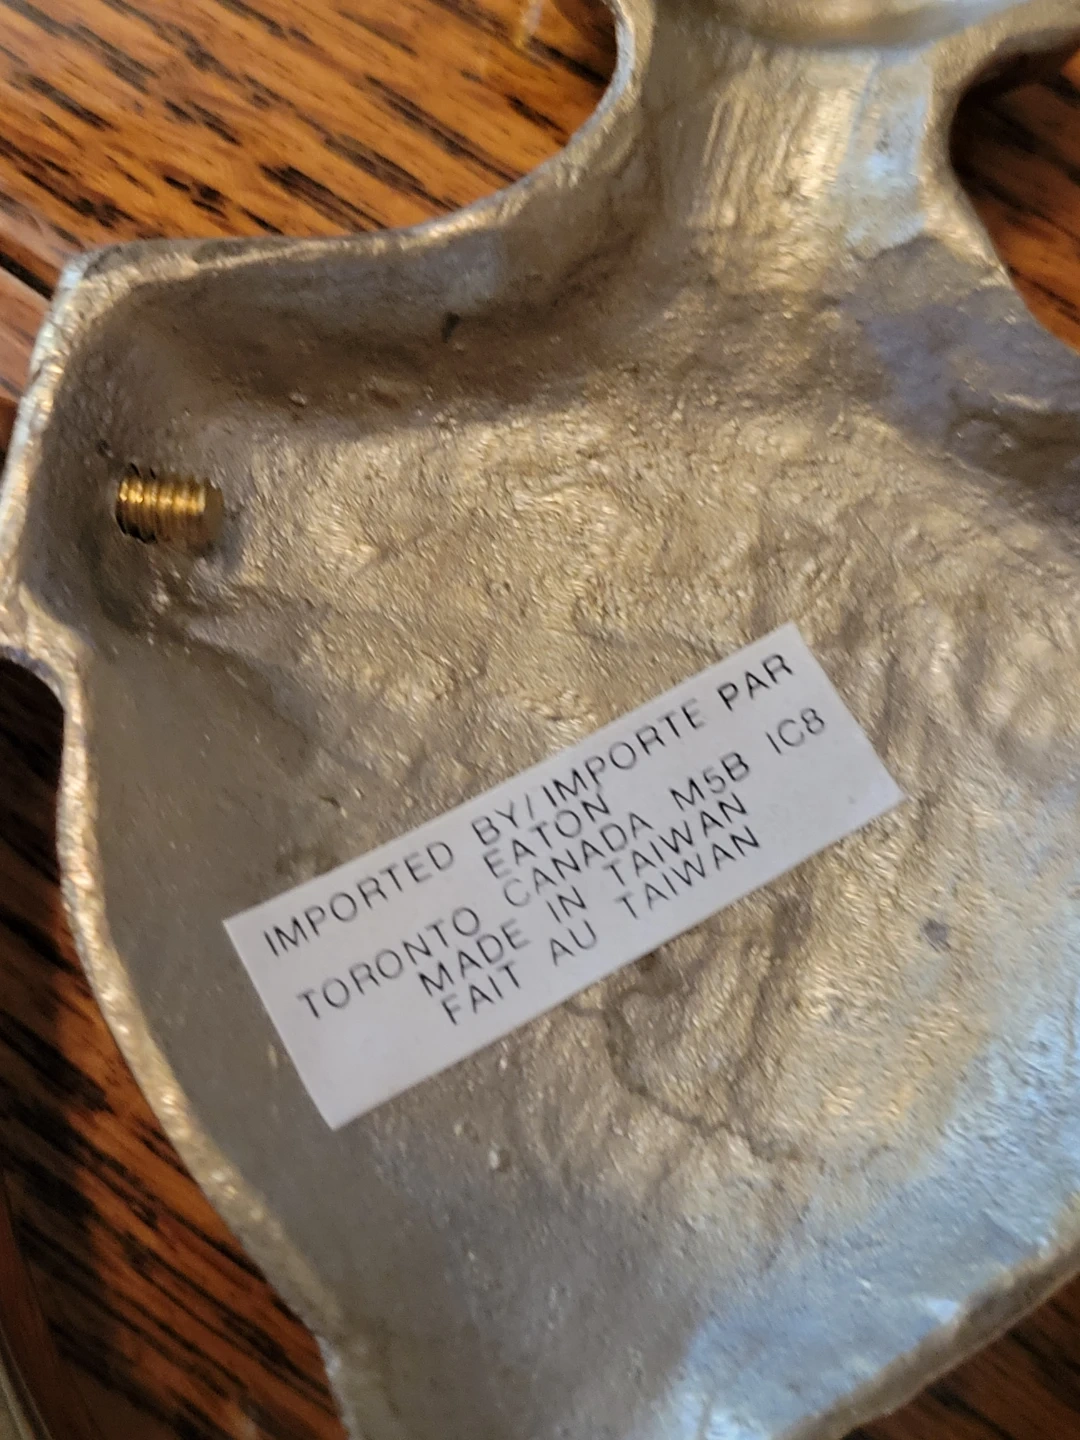 IMPORTED BY/IMPORTE PAR
EATON
TORONTO CANADA M5B IC8
MADE IN TAIWAN
FAIT AU TAIWAN